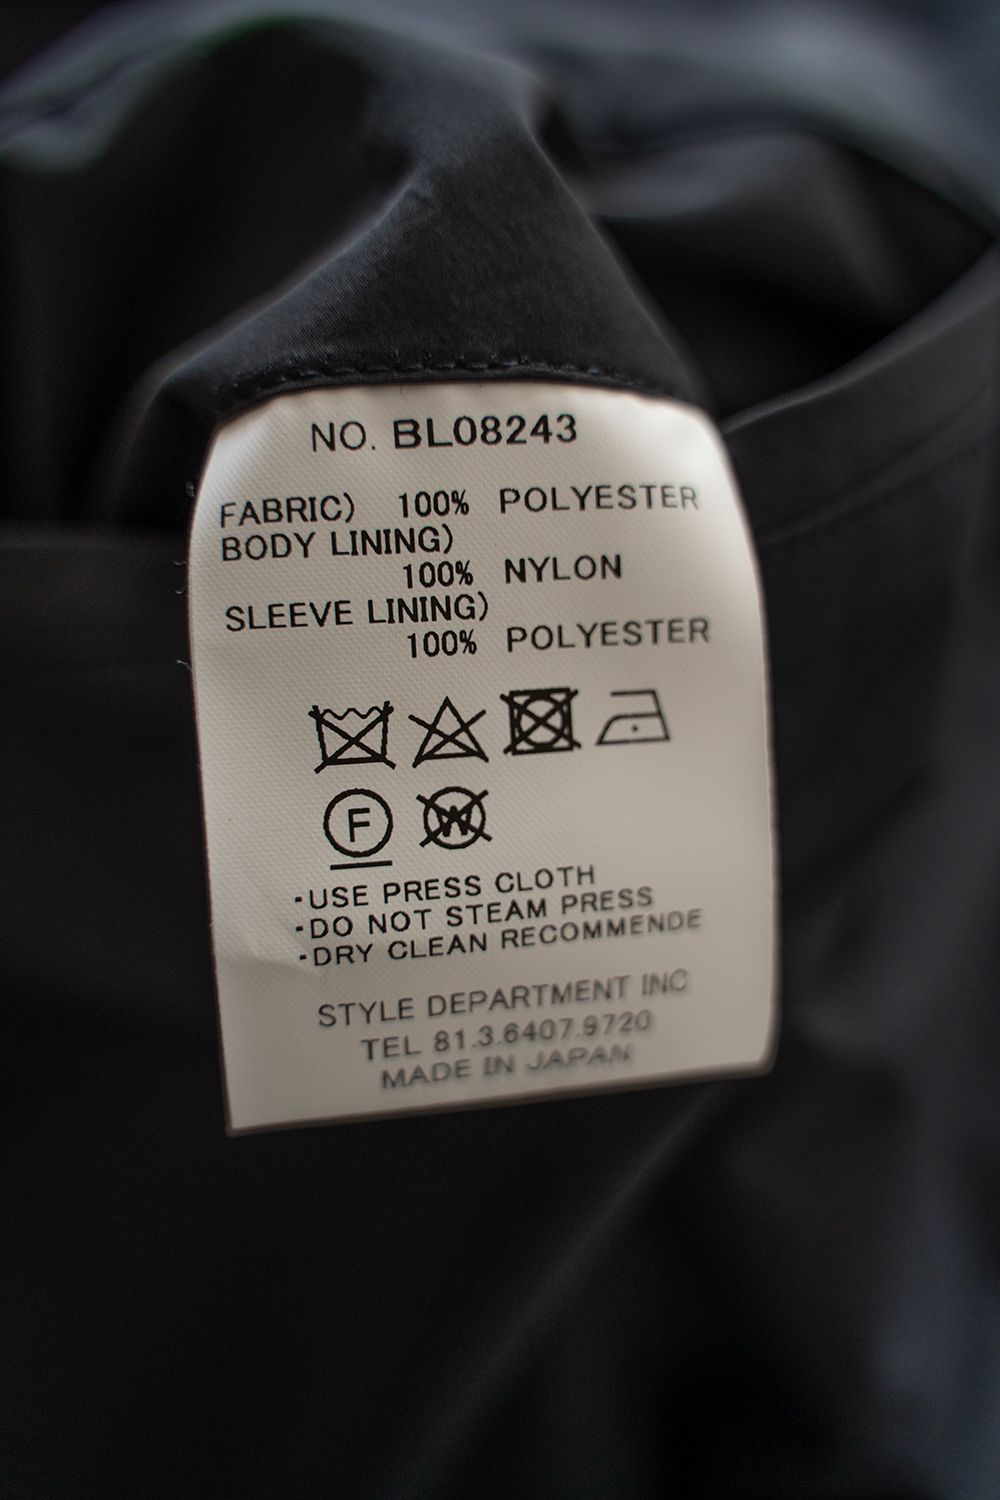 NO. BL08243
FABRIC) 100% POLYESTER
BODY LINING)
100% NYLON
SLEEVE LINING)
100% POLYESTER
F
W
-USE PRESS CLOTH
-DO NOT STEAM PRESS
-DRY CLEAN RECOMMENDE
STYLE DEPARTMENT INC
TEL 81.3.6407.9720
MADE IN JAPAN